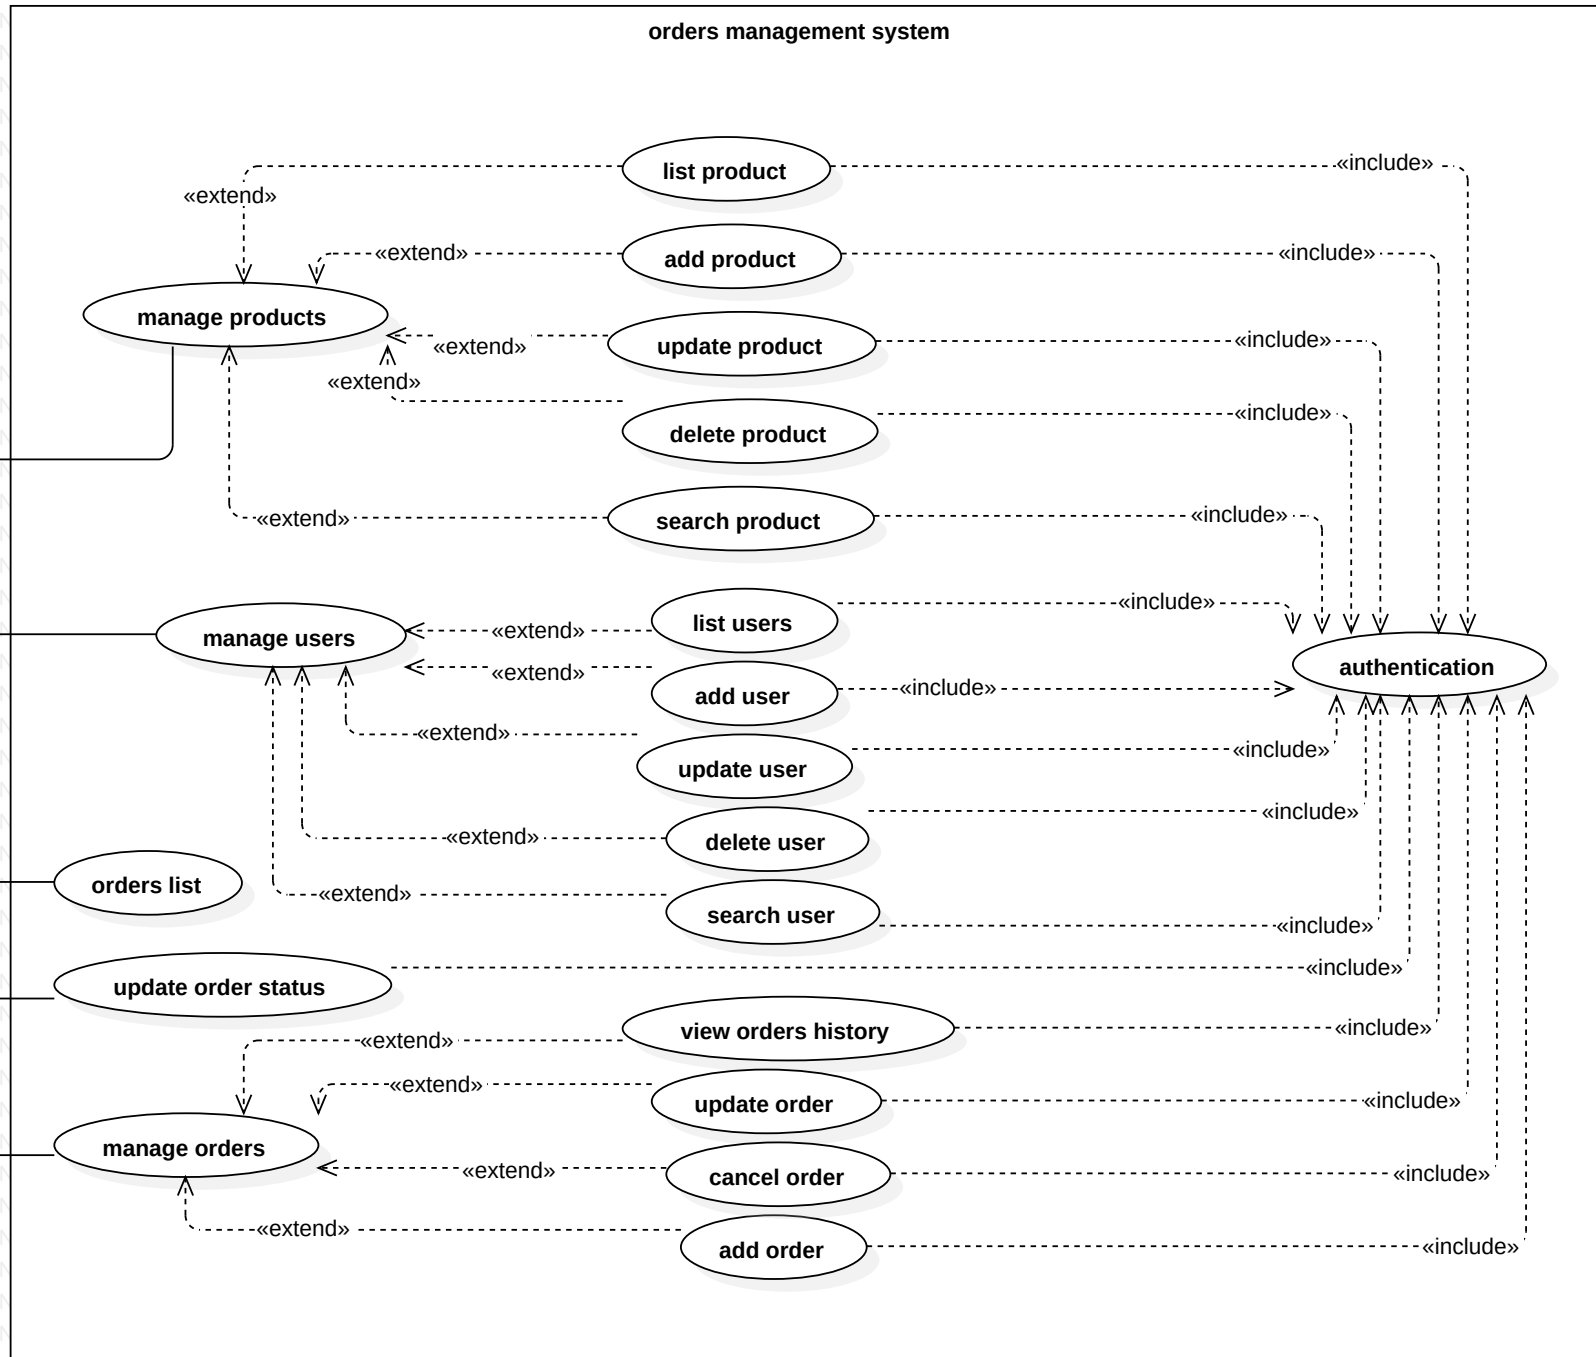 orders management system
list product
«include»
«extend»
add product
«extend»
«include»
manage products
update product
«extend»
«include»
«extend»
delete product
«include»
search product
«extend»
«include»
list users
«include»
manage users
«extend»
authentication
«extend»
add user
«include»
update user
«extend»
«include»
delete user
«extend»
«include»
orders list
«extend»
search user
«include»
update order status
«include»
view orders history
«extend»
«include»
«extend»
update order
«include»
manage orders
«extend»
cancel order
«include»
«extend»
add order
«include»